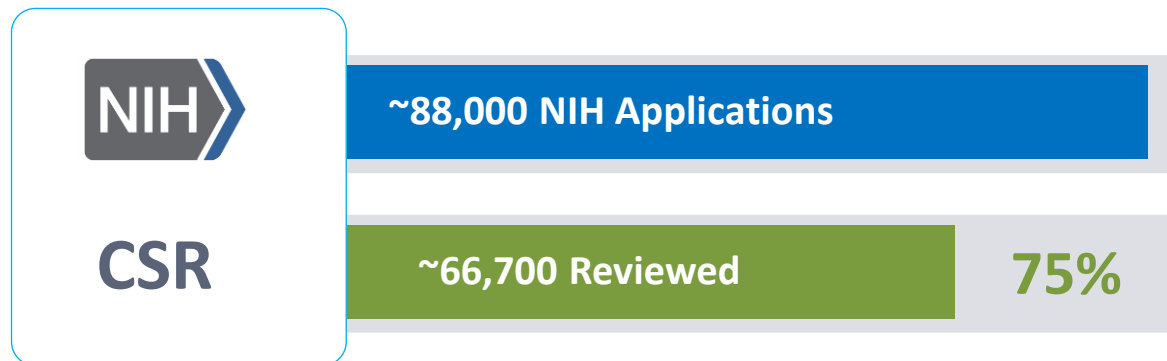 NIH
~88,000 NIH Applications
CSR
~66,700 Reviewed
75%